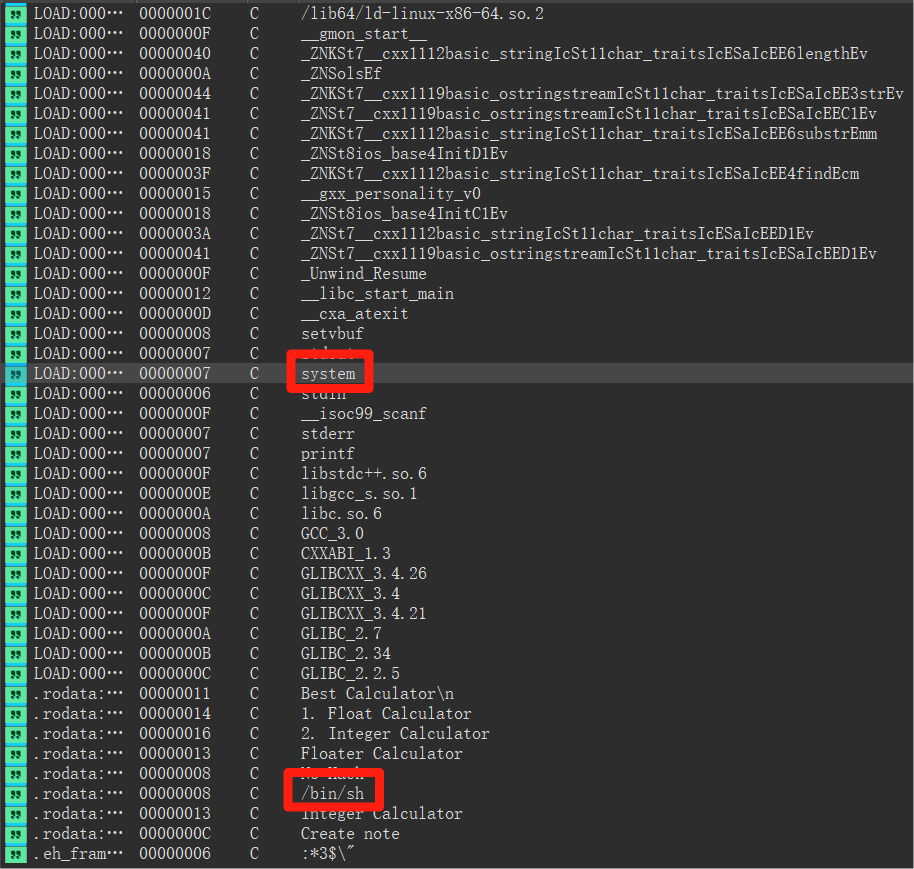 LOAD:000… 0000001C C /lib64/ld-linux-x86-64.so.2
LOAD:000… 0000000F C __gmon_start__
LOAD:000… 00000040 C _ZNKSt7__cxx1112basic_stringIcSt11char_traitsIcESaIcEE6lengthEv
LOAD:000… 0000000A C _ZNSolsEf
LOAD:000… 00000044 C _ZNKSt7__cxx1119basic_ostringstreamIcSt11char_traitsIcESaIcEE3strEv
LOAD:000… 00000041 C _ZNSt7__cxx1119basic_ostringstreamIcSt11char_traitsIcESaIcEEC1Ev
LOAD:000… 00000041 C _ZNKSt7__cxx1112basic_stringIcSt11char_traitsIcESaIcEE6substrEmm
LOAD:000… 00000018 C _ZNSt8ios_base4InitD1Ev
LOAD:000… 0000003F C _ZNKSt7__cxx1112basic_stringIcSt11char_traitsIcESaIcEE4findEcm
LOAD:000… 00000015 C __gxx_personality_v0
LOAD:000… 00000018 C _ZNSt8ios_base4InitC1Ev
LOAD:000… 0000003A C _ZNSt7__cxx1112basic_stringIcSt11char_traitsIcESaIcEED1Ev
LOAD:000… 00000041 C _ZNSt7__cxx1119basic_ostringstreamIcSt11char_traitsIcESaIcEED1Ev
LOAD:000… 0000000F C _Unwind_Resume
LOAD:000… 00000012 C __libc_start_main
LOAD:000… 0000000D C __cxa_atexit
LOAD:000… 00000008 C setvbuf
LOAD:000… 00000007 C
LOAD:000… 00000007 C system
LOAD:000… 00000006 C stdin
LOAD:000… 0000000F C __isoc99_scanf
LOAD:000… 00000007 C stderr
LOAD:000… 00000007 C printf
LOAD:000… 0000000F C libstdc++.so.6
LOAD:000… 0000000E C libgcc_s.so.1
LOAD:000… 0000000A C libc.so.6
LOAD:000… 00000008 C GCC_3.0
LOAD:000… 0000000B C CXXABI_1.3
LOAD:000… 0000000F C GLIBCXX_3.4.26
LOAD:000… 0000000C C GLIBCXX_3.4
LOAD:000… 0000000F C GLIBCXX_3.4.21
LOAD:000… 0000000A C GLIBC_2.7
LOAD:000… 0000000B C GLIBC_2.34
LOAD:000… 0000000C C GLIBC_2.2.5
.rodata:… 00000011 C Best Calculator\n
.rodata:… 00000014 C 1. Float Calculator
.rodata:… 00000016 C 2. Integer Calculator
.rodata:… 00000013 C Floater Calculator
.rodata:… 00000008 C
.rodata:… 00000008 C /bin/sh
.rodata:… 00000013 C Integer Calculator
.rodata:… 0000000C C Create note
.eh_fram… 00000006 C :*3$\"